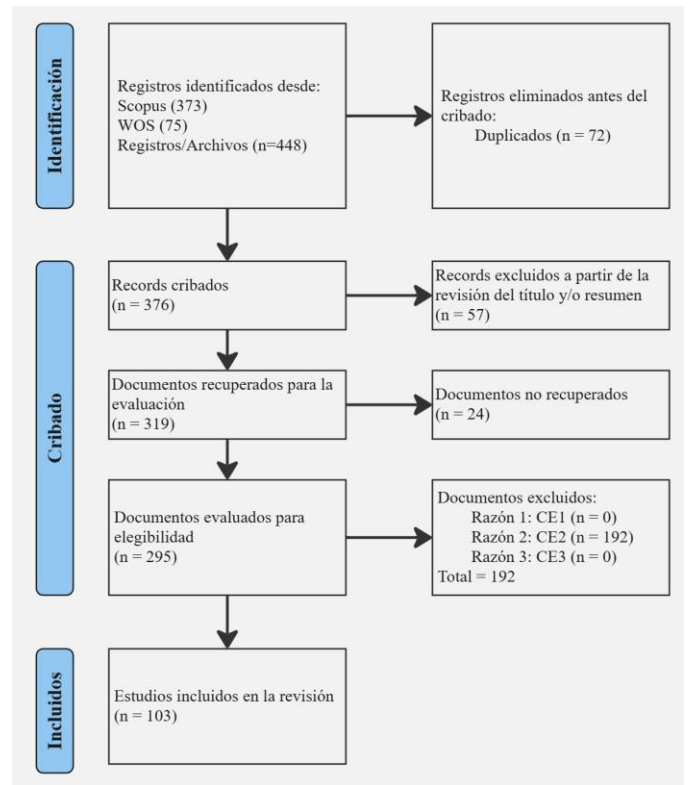 Identificación
Registros identificados desde:
Scopus (373)
WOS (75)
Registros/Archivos (n=448)
Registros eliminados antes del
cribado:
Duplicados (n = 72)
Cribado
Records cribados
(n = 376)
Records excluidos a partir de la
revisión del título y/o resumen
(n = 57)
Documentos recuperados para la
evaluación
(n = 319)
Documentos no recuperados
(n = 24)
Documentos evaluados para
elegibilidad
(n = 295)
Documentos excluidos:
Razón 1: CE1 (n = 0)
Razón 2: CE2 (n = 192)
Razón 3: CE3 (n = 0)
Total = 192
Incluidos
Estudios incluidos en la revisión
(n = 103)